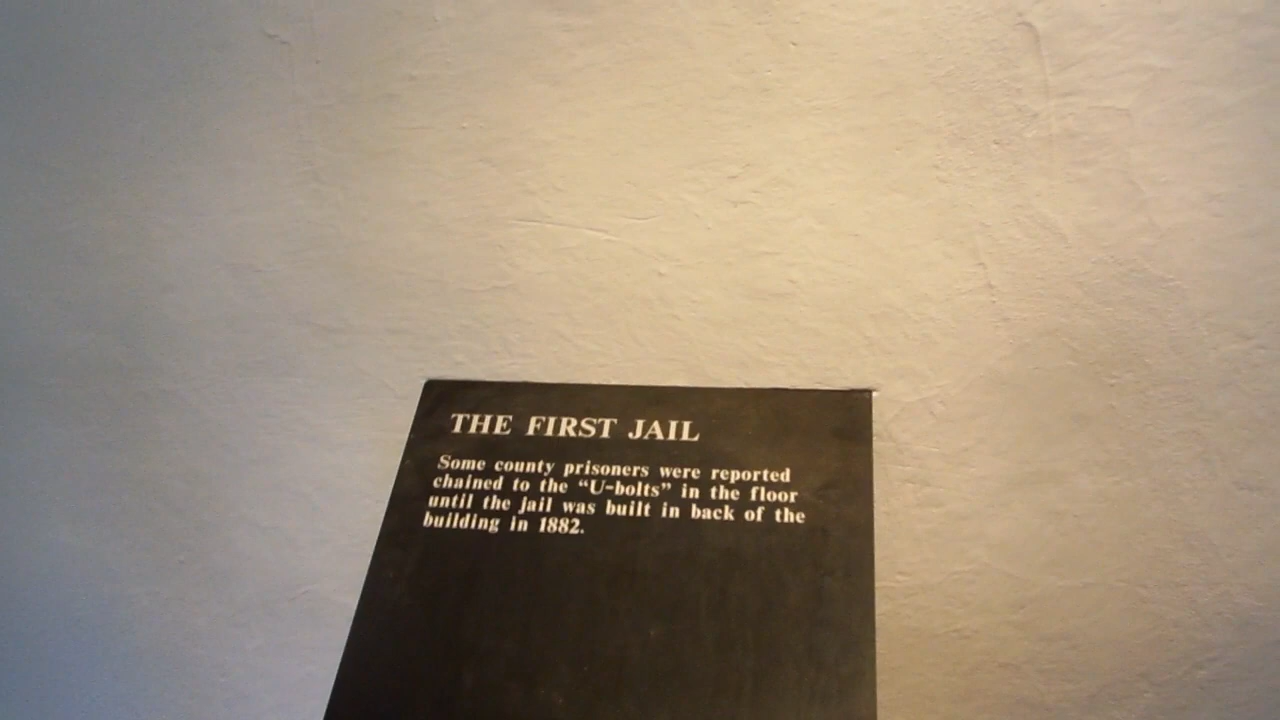 THE FIRST JAIL
Some county prisoners were reported
chained to the “U-bolts” in the floor
until the jail was built in back of the
building in 1882.